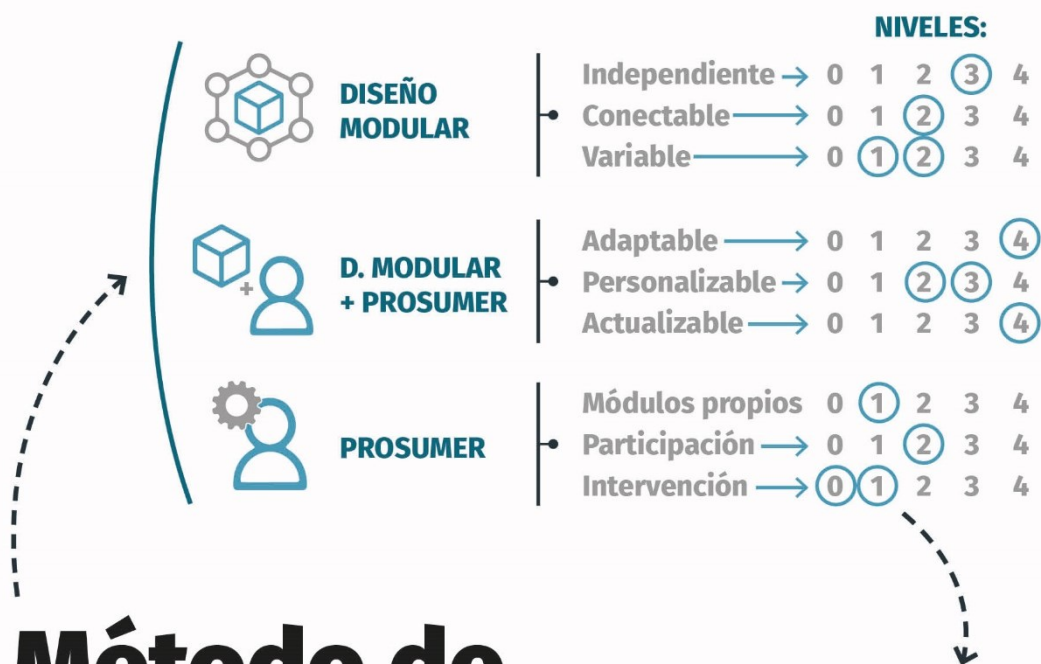 NIVELES:
DISEÑO
MODULAR
Independiente → 0 1 2 3 4
Conectable → 0 1 2 3 4
Variable → 0 1 2 3 4
D. MODULAR
+ PROSUMER
Adaptable → 0 1 2 3 4
Personalizable → 0 1 2 3 4
Actualizable → 0 1 2 3 4
PROSUMER
Módulos propios 0 1 2 3 4
Participación → 0 1 2 3 4
Intervención → 0 1 2 3 4
Método de